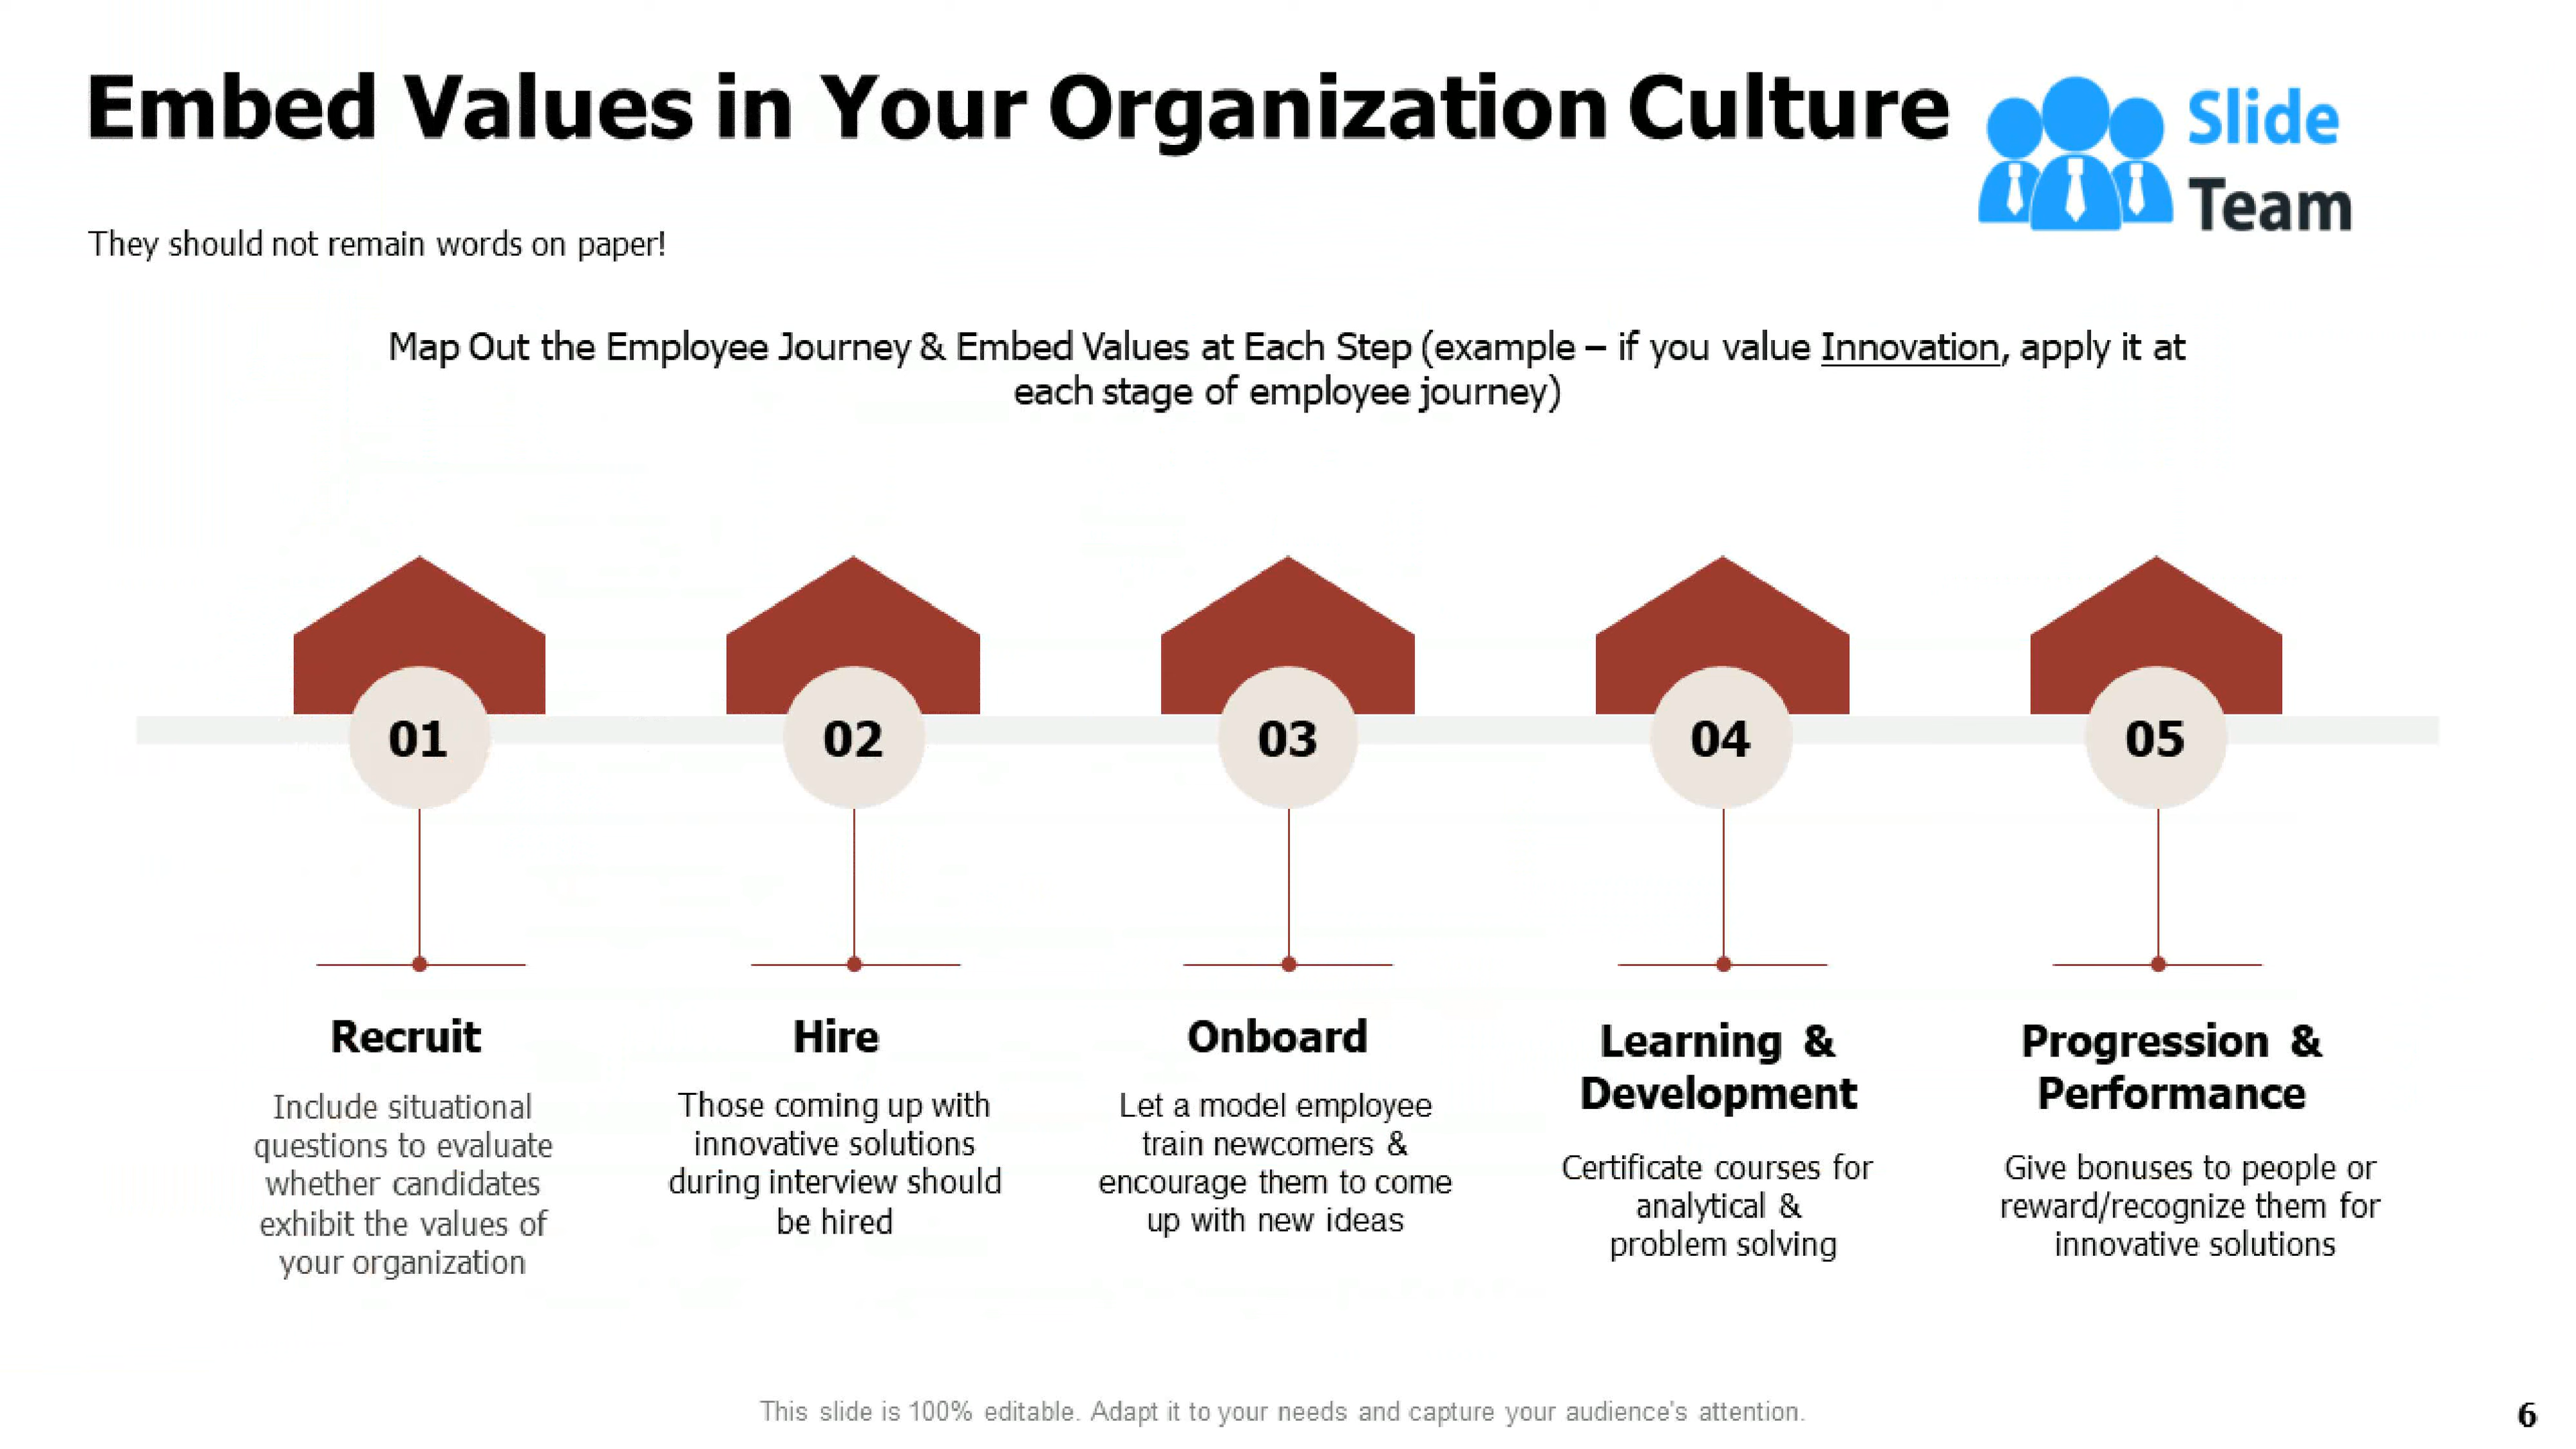 Embed Values in Your Organization Culture
Slide
Team
They should not remain words on paper!
Map Out the Employee Journey & Embed Values at Each Step (example – if you value Innovation, apply it at
each stage of employee journey)
01
02
03
04
05
Recruit
Include situational
questions to evaluate
whether candidates
exhibit the values of
your organization
Hire
Those coming up with
innovative solutions
during interview should
be hired
Onboard
Let a model employee
train newcomers &
encourage them to come
up with new ideas
Learning &
Development
Certificate courses for
analytical &
problem solving
Progression &
Performance
Give bonuses to people or
reward/recognize them for
innovative solutions
This slide is 100% editable. Adapt it to your needs and capture your audience's attention.
6